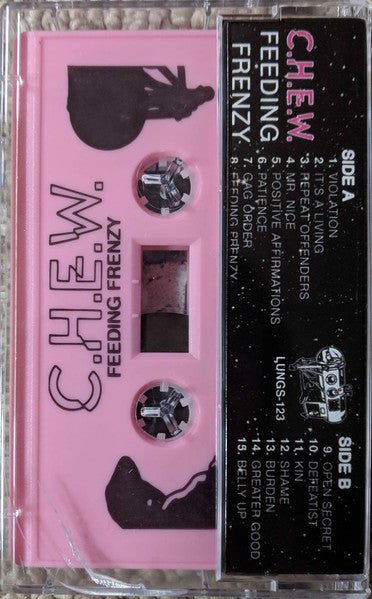 C.H.E.W.
FEEDING FRENZY
C.H.E.W.
FEEDING
FRENZY
SIDE A
1. VIOLATION
2. IT'S A LIVING
3. REPEAT OFFENDERS
4. MR. NICE
5. POSITIVE AFFIRMATIONS
6. PATIENCE
7. GAG ORDER
8. FEEDING FRENZY
LUNGS-123
SIDE B
9. OPEN SECRET
10. DEFEATIST
11. KIN
12. SHAME
13. BURDEN
14. GREATER GOOD
15. BELLY UP